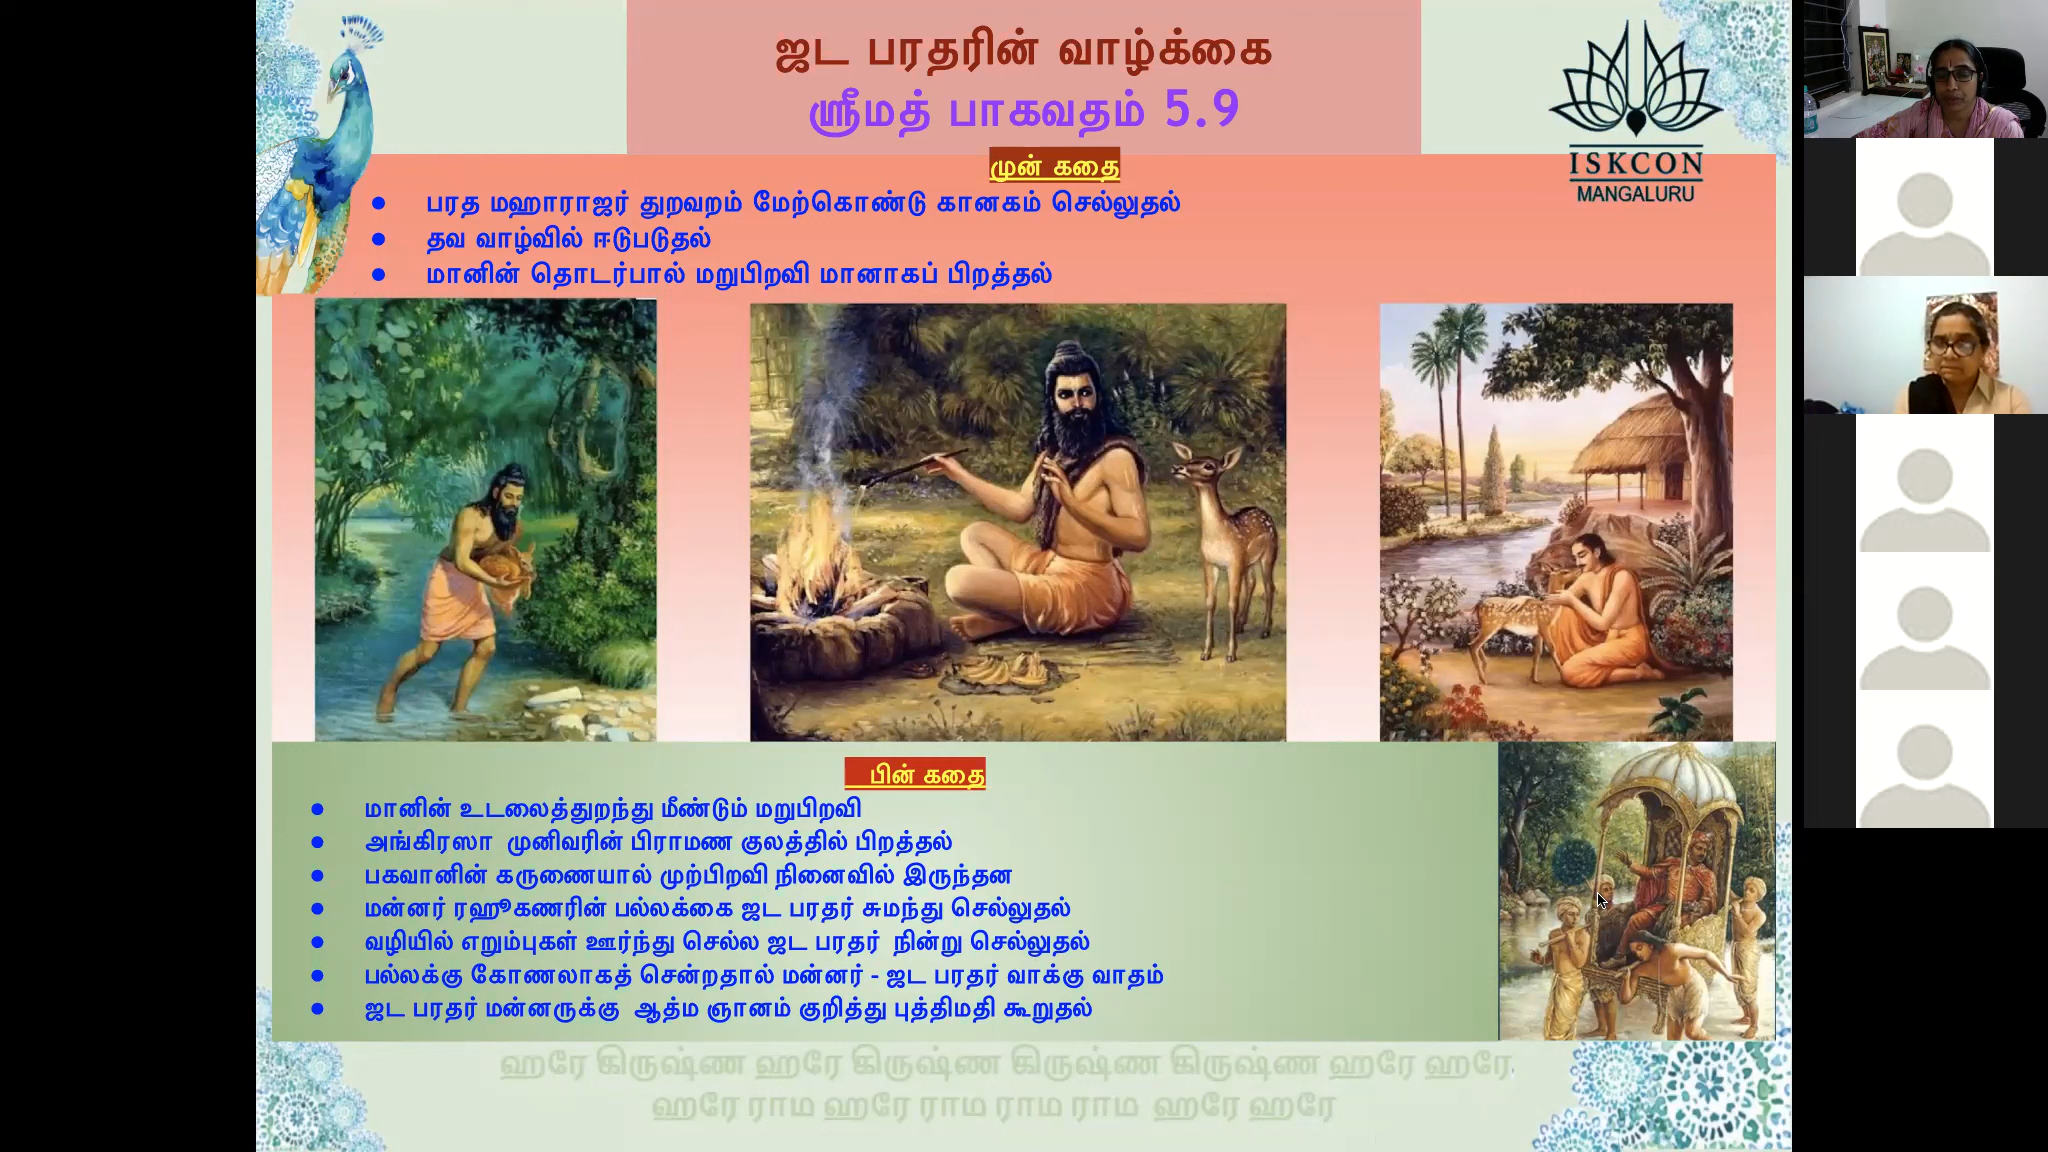 ஜட பரதரின் வாழ்க்கை
ஸ்ரீமத் பாகவதம் 5.9
ISKCON
MANGALURU
முன் கதை
● பரத மஹாராஜர் துறவறம் மேற்கொண்டு கானகம் செல்லுதல்
● தவ வாழ்வில் ஈடுபடுதல்
● மானின் தொடர்பால் மறுபிறவி மானாகப் பிறத்தல்
பின் கதை
● மானின் உடலைத்துறந்து மீண்டும் மறுபிறவி
● அங்கிரஸா முனிவரின் பிராமண குலத்தில் பிறத்தல்
● பகவானின் கருணையால் முற்பிறவி நினைவில் இருந்தன
● மன்னர் ரஹூகணரின் பல்லக்கை ஜட பரதர் சுமந்து செல்லுதல்
● வழியில் எறும்புகள் ஊர்ந்து செல்ல ஜட பரதர் நின்று செல்லுதல்
● பல்லக்கு கோணலாகத் சென்றதால் மன்னர் - ஜட பரதர் வாக்கு வாதம்
● ஜட பரதர் மன்னருக்கு ஆத்ம ஞானம் குறித்து புத்திமதி கூறுதல்
ஹரே கிருஷ்ண ஹரே கிருஷ்ண கிருஷ்ண கிருஷ்ண ஹரே ஹரே
ஹரே ராம ஹரே ராம ராம ராம ஹரே ஹரே